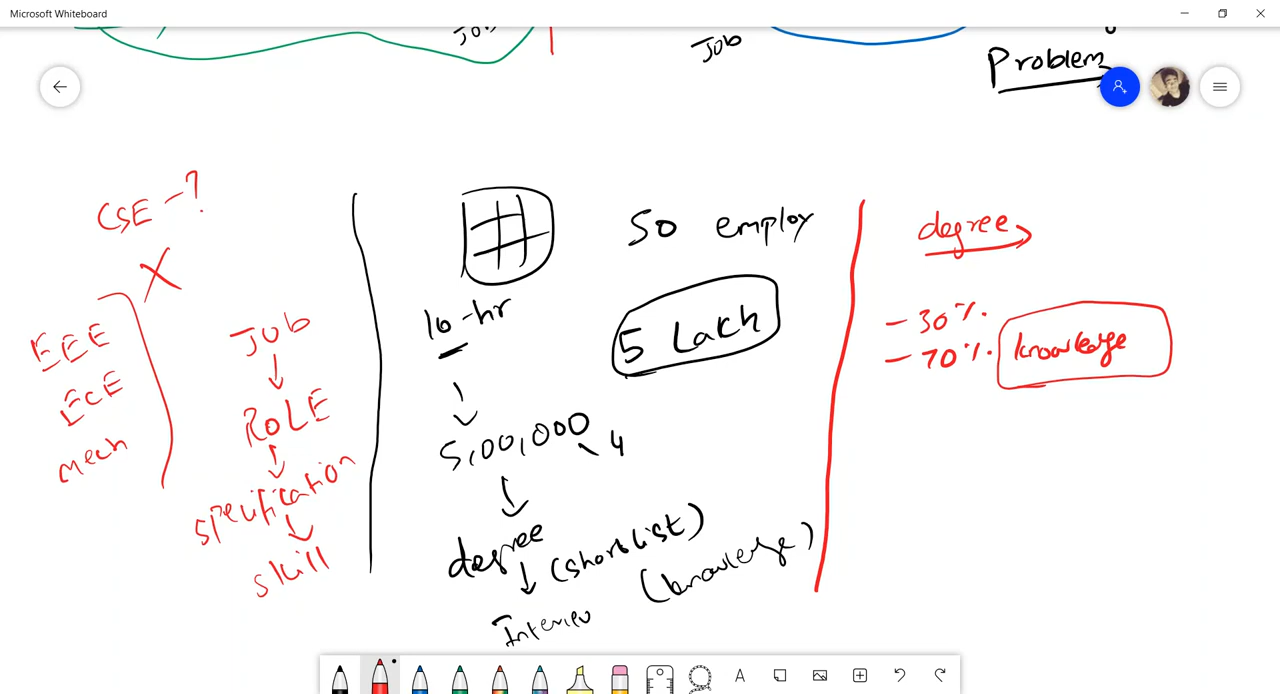 Microsoft Whiteboard
Job
Job
Problem
CSE - ?
X
EEE
ECE
mech
Job
ROLE
specification
skill
10-hr
5,00,000
4
degree
(shortlist)
Interview
(knowledge)
50 employ
5 Lakh
degree
- 30%.
- 70%. knowledge
A